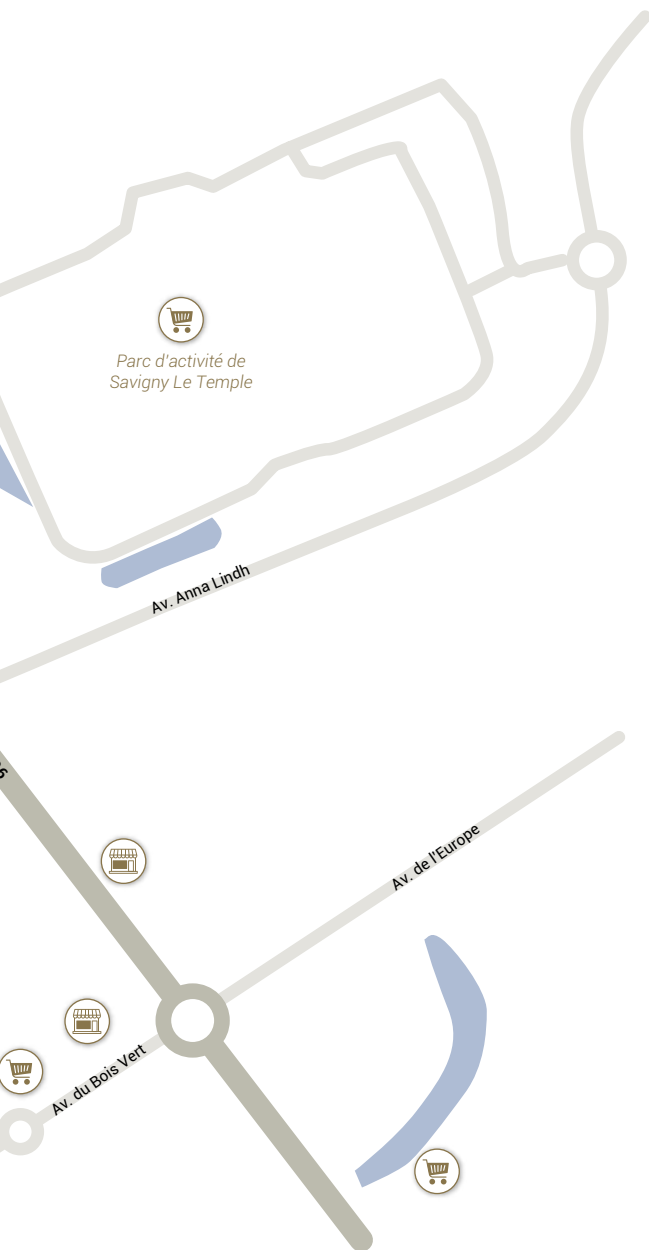 Parc d'activité de
Savigny Le Temple
Av. Anna Lindh
Av. de l'Europe
Av. du Bois Vert